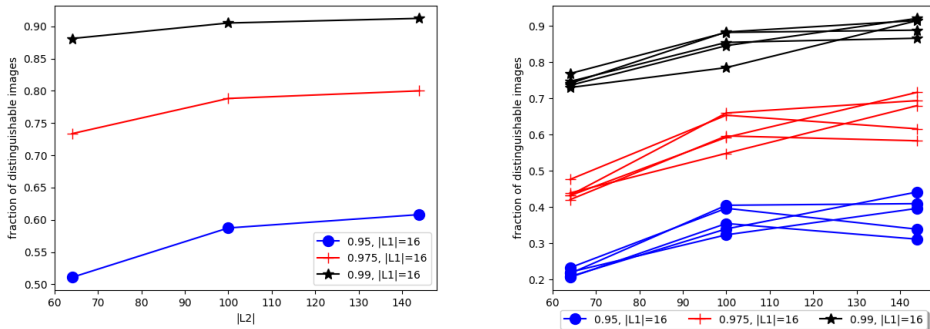 fraction of distinguishable images
0.90
0.85
0.80
0.75
0.70
0.65
0.60
0.55
0.50
60 70 80 90 100 110 120 130 140
|L2|
0.95, |L1|=16
0.975, |L1|=16
0.99, |L1|=16
fraction of distinguishable images
0.9
0.8
0.7
0.6
0.5
0.4
0.3
0.2
60 70 80 90 100 110 120 130 140
0.95, |L1|=16 0.975, |L1|=16 0.99, |L1|=16